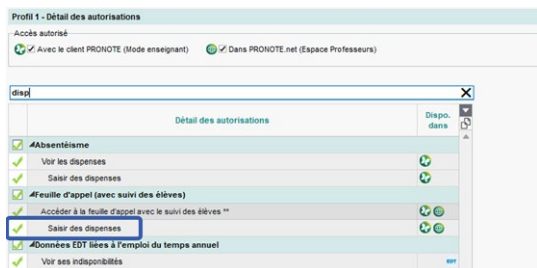 Profil 1 - Détail des autorisations
Accès autorisé
Avec le client PRONOTE (Mode enseignant)
Dans PRONOTE.net (Espace Professeurs)
disp
Détail des autorisations
Dispo. dans
Absentéisme
Voir les dispenses
Saisir des dispenses
Feuille d'appel (avec suivi des élèves)
Accéder à la feuille d'appel avec le suivi des élèves **
Saisir des dispenses
Données EDT liées à l'emploi du temps annuel
Voir ses indisponibilités
EDT